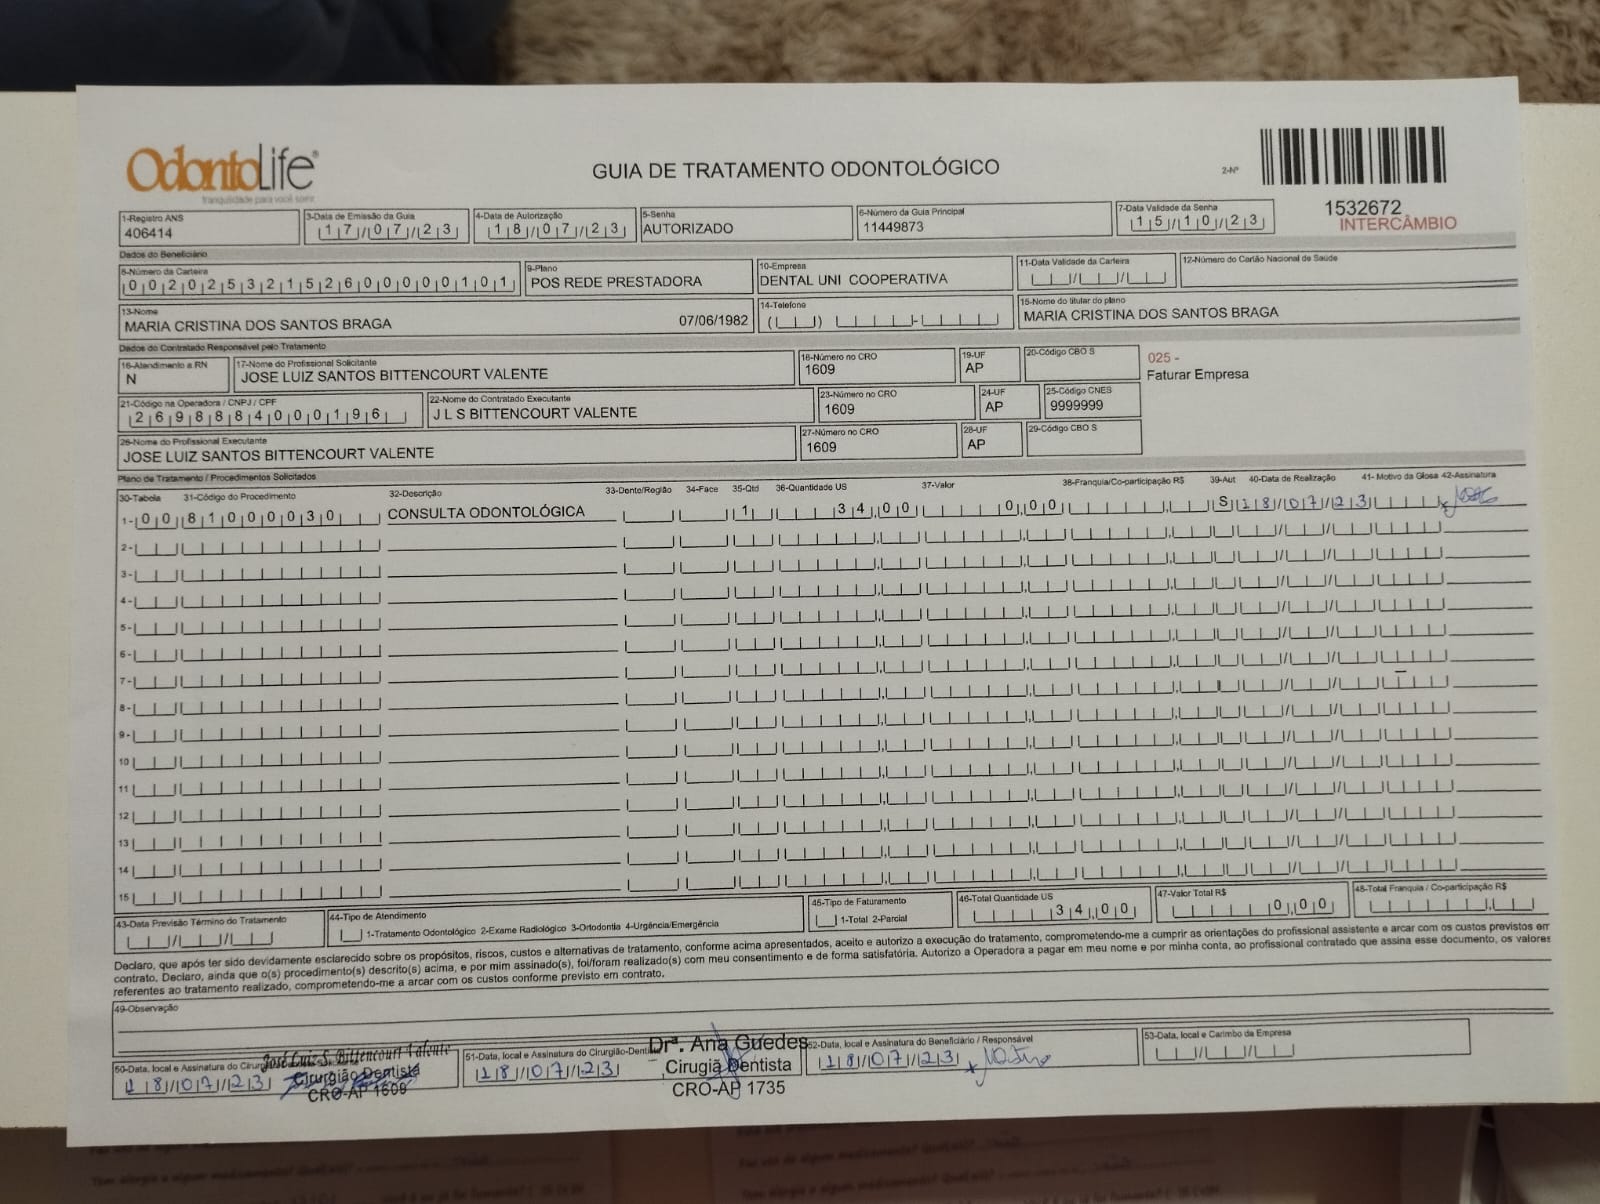 OdontoLife®
tranquilidade para você sorrir.
GUIA DE TRATAMENTO ODONTOLÓGICO
2-Nº
1532672
INTERCÂMBIO
1-Registro ANS
406414
3-Data de Emissão da Guia
17/07/23
4-Data de Autorização
18/07/23
5-Senha
AUTORIZADO
6-Número da Guia Principal
11449873
7-Data Validade da Senha
15/10/23
Dados do Beneficiário
8-Número da Carteira
00202532152600000101
9-Plano
POS REDE PRESTADORA
10-Empresa
DENTAL UNI COOPERATIVA
11-Data Validade da Carteira
12-Número do Cartão Nacional de Saúde
13-Nome
MARIA CRISTINA DOS SANTOS BRAGA 07/06/1982
14-Telefone
15-Nome do titular do plano
MARIA CRISTINA DOS SANTOS BRAGA
Dados do Contratado Responsável pelo Tratamento
16-Atendimento a RN
N
17-Nome do Profissional Solicitante
JOSE LUIZ SANTOS BITTENCOURT VALENTE
18-Número no CRO
1609
19-UF
AP
20-Código CBO S
025 -
Faturar Empresa
21-Código na Operadora / CNPJ / CPF
2698884000196
22-Nome do Contratado Executante
J L S BITTENCOURT VALENTE
23-Número no CRO
1609
24-UF
AP
25-Código CNES
9999999
26-Nome do Profissional Executante
JOSE LUIZ SANTOS BITTENCOURT VALENTE
27-Número no CRO
1609
28-UF
AP
29-Código CBO S
Plano de Tratamento / Procedimentos Solicitados
30-Tabela 31-Código do Procedimento 32-Descrição 33-Dente/Região 34-Face 35-Qtd 36-Quantidade US 37-Valor 38-Franquia/Co-participação R$ 39-Aut 40-Data de Realização 41- Motivo da Glosa 42-Assinatura
1- 00 81000030 CONSULTA ODONTOLÓGICA 1 34,00 0,00 S 18/07/23
2-
3-
4-
5-
6-
7-
8-
9-
10
11
12
13
14
15
43-Data Previsão Término do Tratamento
44-Tipo de Atendimento
1-Tratamento Odontológico 2-Exame Radiológico 3-Ortodontia 4-Urgência/Emergência
45-Tipo de Faturamento
1-Total 2-Parcial
46-Total Quantidade US
34,00
47-Valor Total R$
0,00
48-Total Franquia / Co-participação R$
Declaro, que após ter sido devidamente esclarecido sobre os propósitos, riscos, custos e alternativas de tratamento, conforme acima apresentados, aceito e autorizo a execução do tratamento, comprometendo-me a cumprir as orientações do profissional assistente e arcar com os custos previstos em
contrato. Declaro, ainda que o(s) procedimento(s) descrito(s) acima, e por mim assinado(s), foi/foram realizado(s) com meu consentimento e de forma satisfatória. Autorizo a Operadora a pagar em meu nome e por minha conta, ao profissional contratado que assina esse documento, os valores
referentes ao tratamento realizado, comprometendo-me a arcar com os custos conforme previsto em contrato.
49-Observação
50-Data, local e Assinatura do Cirurg
18/07/23
José Luiz S. Bittencourt Valente
Cirurgião Dentista
CRO-AP 1609
51-Data, local e Assinatura do Cirurgião-Denti
18/07/23
Drª. Ana Guedes
Cirurgiã Dentista
CRO-AP 1735
52-Data, local e Assinatura do Beneficiário / Responsável
18/07/23
53-Data, local e Carimbo da Empresa